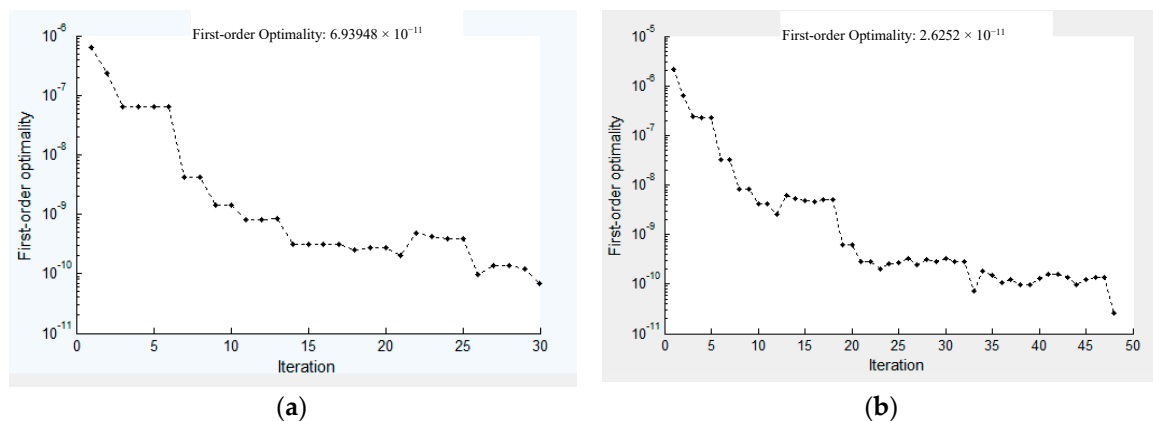 First-order Optimality: 6.93948 × 10⁻¹¹
10⁻⁶
10⁻⁷
10⁻⁸
10⁻⁹
10⁻¹⁰
10⁻¹¹
First-order optimality
0 5 10 15 20 25 30
Iteration
(a)
First-order Optimality: 2.6252 × 10⁻¹¹
10⁻⁵
10⁻⁶
10⁻⁷
10⁻⁸
10⁻⁹
10⁻¹⁰
10⁻¹¹
First-order optimality
0 5 10 15 20 25 30 35 40 45 50
Iteration
(b)